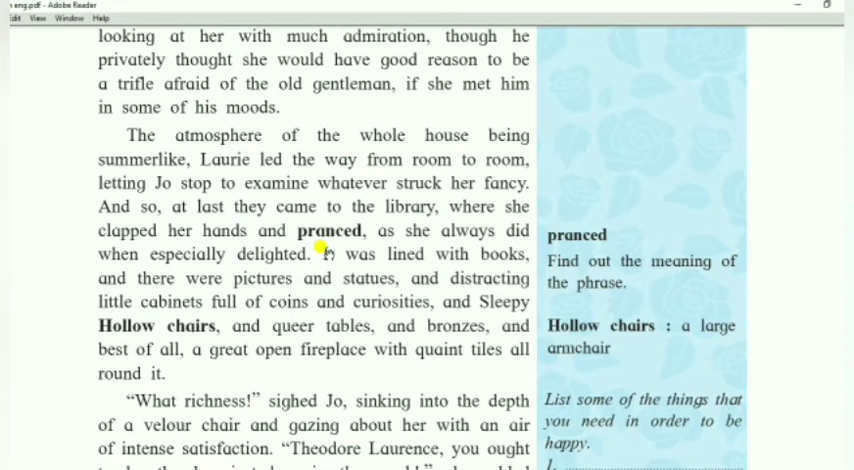 eng.pdf - Adobe Reader
Edit View Window Help
looking at her with much admiration, though he
privately thought she would have good reason to be
a trifle afraid of the old gentleman, if she met him
in some of his moods.
The atmosphere of the whole house being
summerlike, Laurie led the way from room to room,
letting Jo stop to examine whatever struck her fancy.
And so, at last they came to the library, where she
clapped her hands and pranced, as she always did
when especially delighted. It was lined with books,
and there were pictures and statues, and distracting
little cabinets full of coins and curiosities, and Sleepy
Hollow chairs, and queer tables, and bronzes, and
best of all, a great open fireplace with quaint tiles all
round it.
“What richness!” sighed Jo, sinking into the depth
of a velour chair and gazing about her with an air
of intense satisfaction. “Theodore Laurence, you ought
pranced
Find out the meaning of
the phrase.
Hollow chairs : a large
armchair
List some of the things that
you need in order to be
happy.
1.